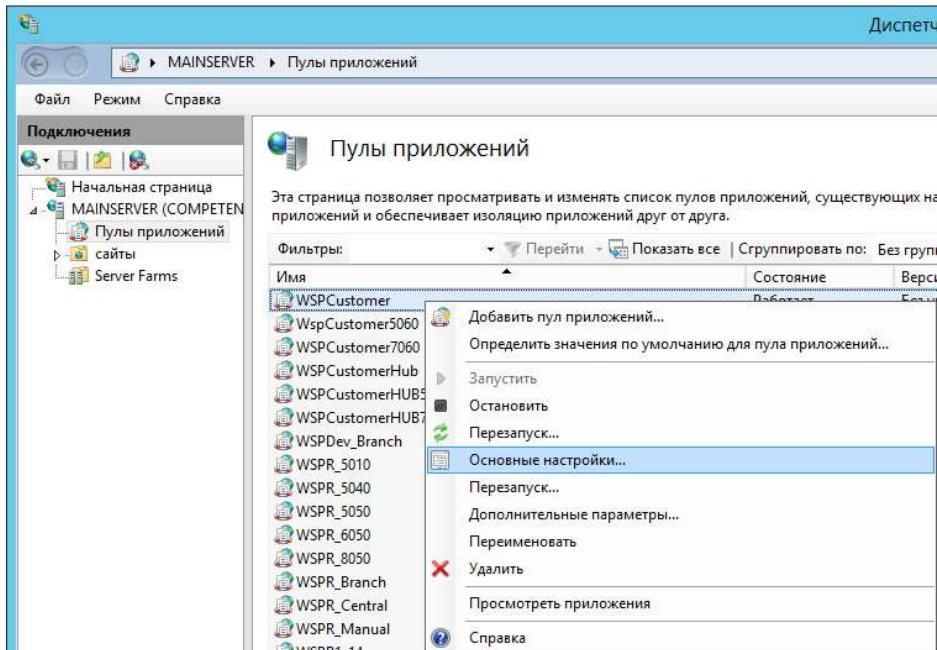 Диспетч
MAINSERVER Пулы приложений
Файл Режим Справка
Подключения
Начальная страница
MAINSERVER (COMPETEN
Пулы приложений
сайты
Server Farms
Пулы приложений
Эта страница позволяет просматривать и изменять список пулов приложений, существующих на
приложений и обеспечивает изоляцию приложений друг от друга.
Фильтры: Перейти Показать все Сгруппировать по: Без групп
Имя Состояние Верси
WSPCustomer Работает
WspCustomer5060
WSPCustomer7060
WSPCustomerHub
WSPCustomerHUB5
WSPCustomerHUB7
WSPDev_Branch
WSPR_5010
WSPR_5040
WSPR_5050
WSPR_6050
WSPR_8050
WSPR_Branch
WSPR_Central
WSPR_Manual
Добавить пул приложений...
Определить значения по умолчанию для пула приложений...
Запустить
Остановить
Перезапуск...
Основные настройки...
Перезапуск...
Дополнительные параметры...
Переименовать
Удалить
Просмотреть приложения
Справка